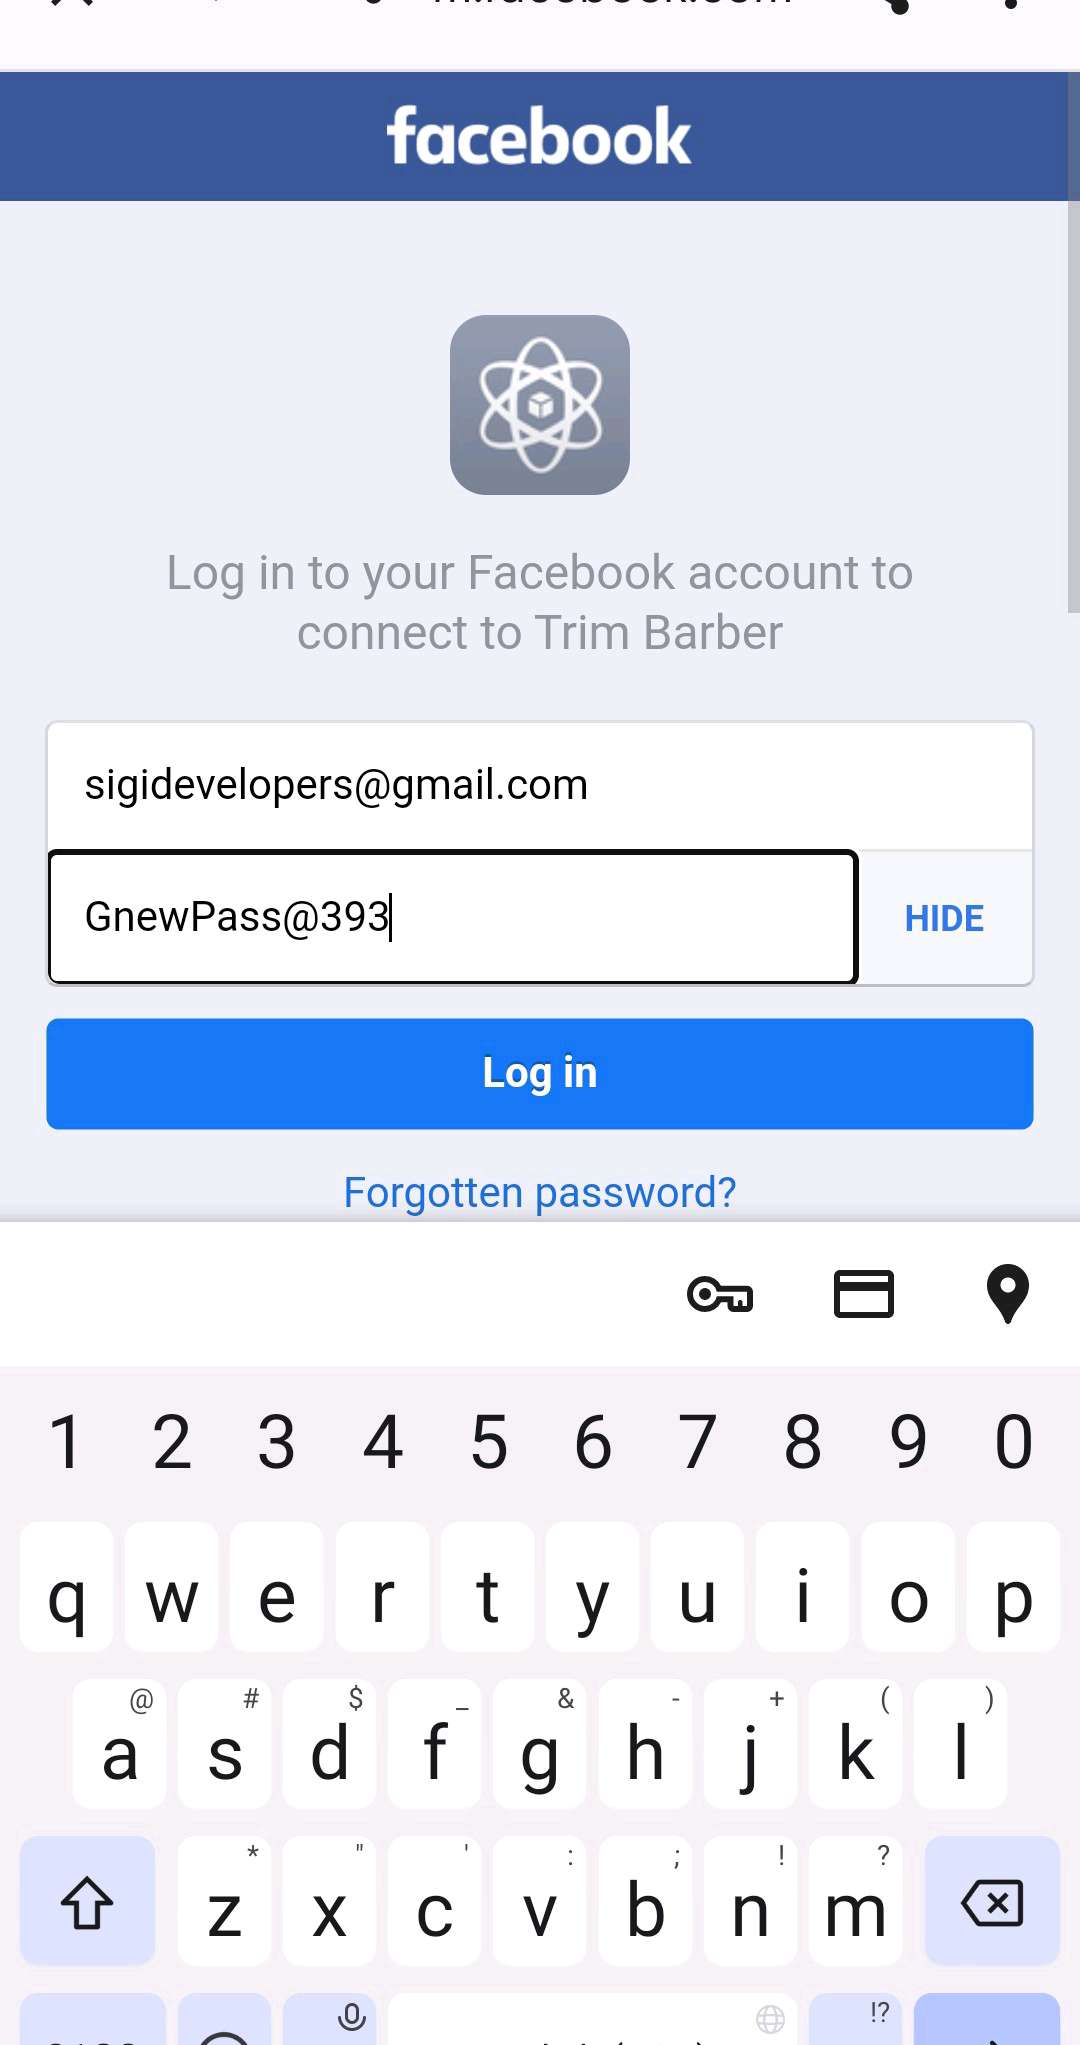 facebook
Log in to your Facebook account to
connect to Trim Barber
sigidevelopers@gmail.com
GnewPass@393
HIDE
Log in
Forgotten password?
1 2 3 4 5 6 7 8 9 0
q w e r t y u i o p
@ # $ _ & - + ( )
a s d f g h j k l
* " ' : ; ! ?
z x c v b n m
!?